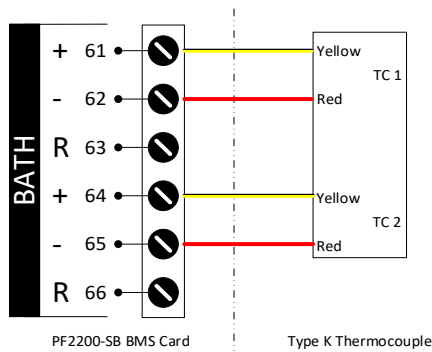 BATH
+ 61
- 62
R 63
+ 64
- 65
R 66
Yellow
TC 1
Red
Yellow
TC 2
Red
PF2200-SB BMS Card
Type K Thermocouple